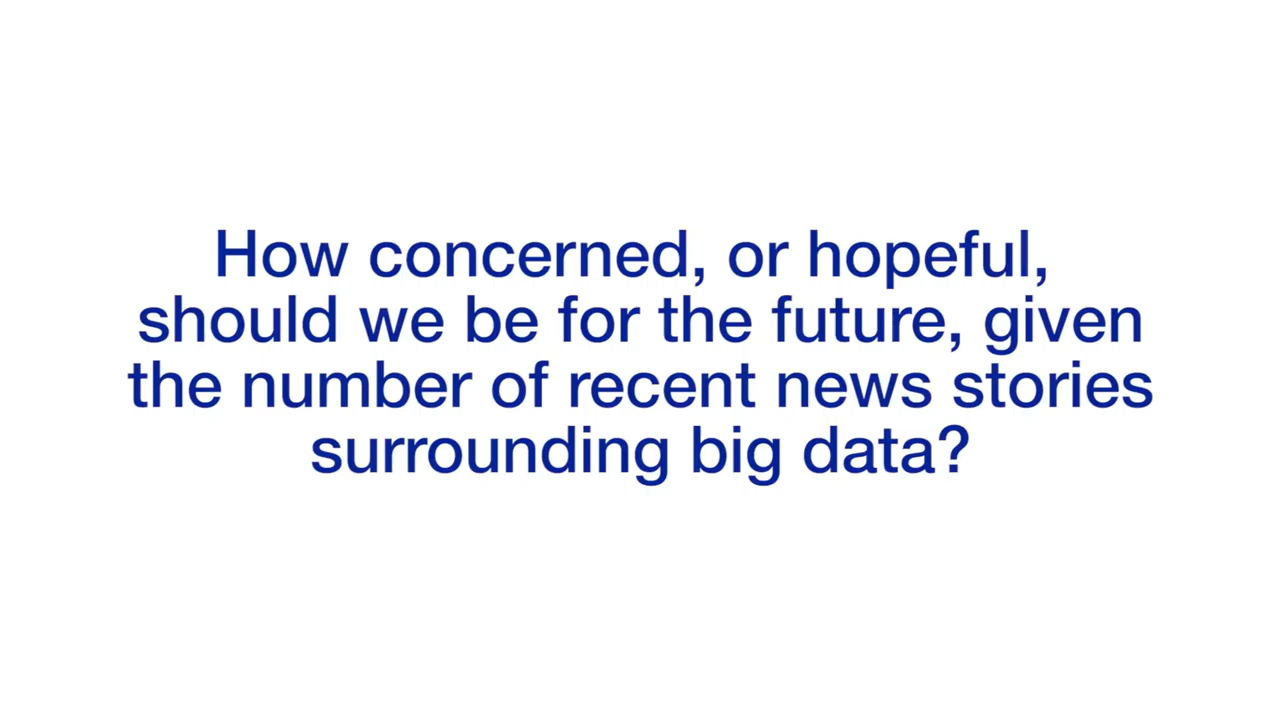 How concerned, or hopeful,
should we be for the future, given
the number of recent news stories
surrounding big data?